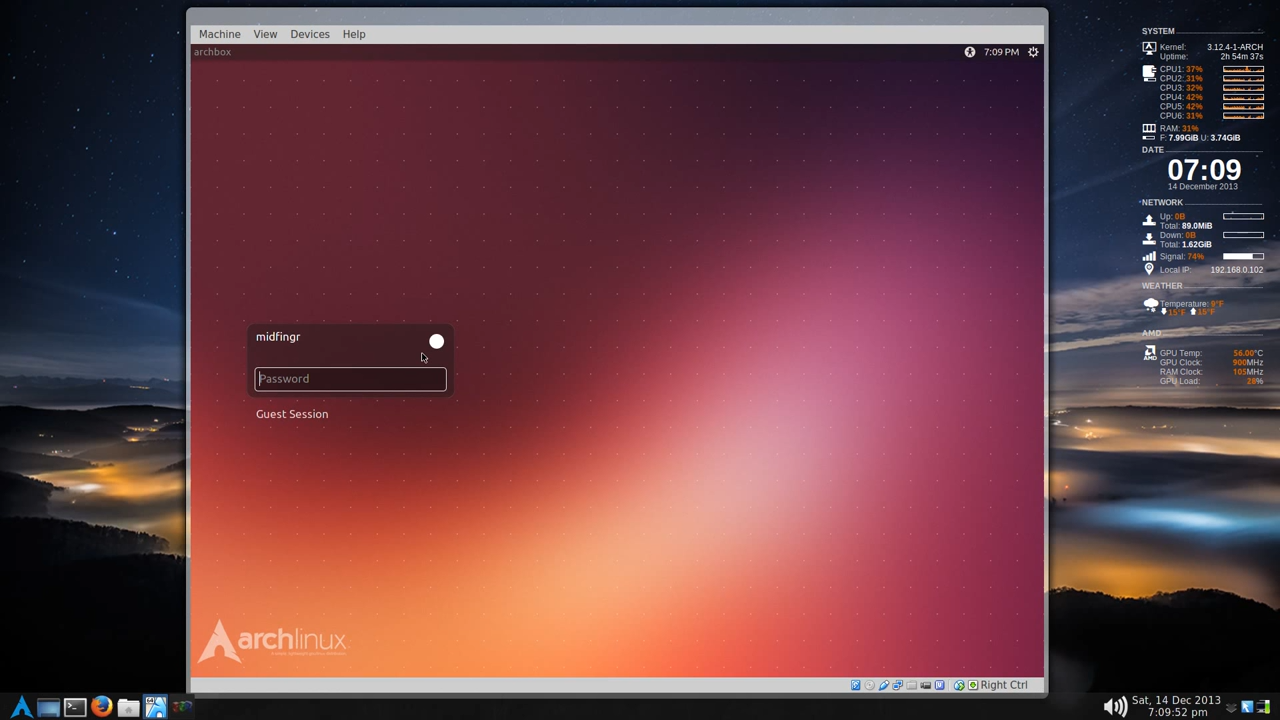 Machine View Devices Help
archbox 7:09 PM
midfingr
Password
Guest Session
archlinux
Right Ctrl
SYSTEM
Kernel: 3.12.4-1-ARCH
Uptime: 2h 54m 37s
CPU1: 37%
CPU2: 31%
CPU3: 32%
CPU4: 42%
CPU5: 42%
CPU6: 31%
RAM: 31%
F: 7.99GiB U: 3.74GiB
DATE
07:09
14 December 2013
NETWORK
Up: 0B
Total: 89.0MiB
Down: 0B
Total: 1.62GiB
Signal: 74%
Local IP: 192.168.0.102
WEATHER
Temperature: 9°F
15°F 15°F
AMD
AMD
GPU Temp: 56.00°C
GPU Clock: 900MHz
RAM Clock: 105MHz
GPU Load: 28%
64
Sat, 14 Dec 2013
7:09:52 pm